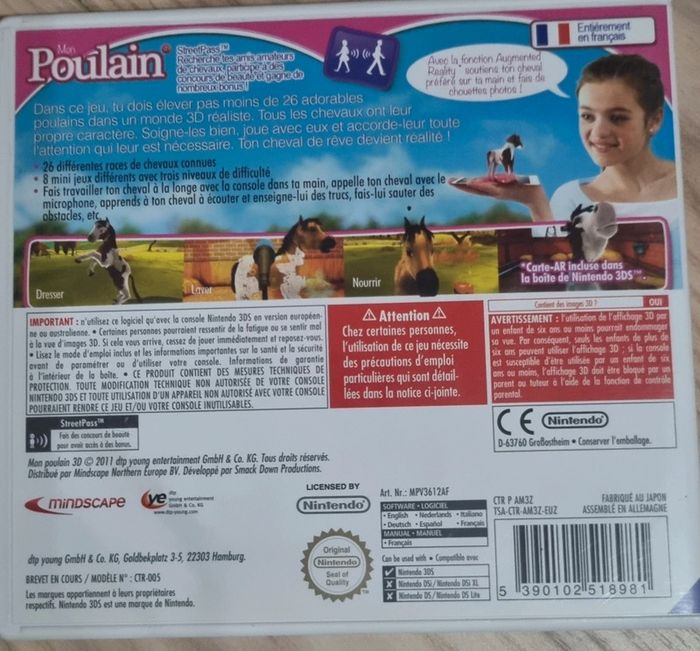 Mon
Poulain
StreetPass™
Recherche tes amis amateurs
de chevaux, participe à des
concours de beauté et gagne de
nombreux bonus !
Entièrement
en français
Avec la fonction Augmented
Reality : soutiens ton cheval
préféré sur ta main et fais de
chouettes photos !
Dans ce jeu, tu dois élever pas moins de 26 adorables
poulains dans un monde 3D réaliste. Tous les chevaux ont leur
propre caractère. Soigne-les bien, joue avec eux et accorde-leur toute
l'attention qui leur est nécessaire. Ton cheval de rêve devient réalité !
• 26 différentes races de chevaux connues
• 8 mini jeux différents avec trois niveaux de difficulté
• Fais travailler ton cheval à la longe avec la console dans ta main, appelle ton cheval avec le
microphone, apprends à ton cheval à écouter et enseigne-lui des trucs, fais-lui sauter des
obstacles, etc.
Dresser
Laver
Nourrir
*Carte-AR incluse dans
la boîte de Nintendo 3DS™.
IMPORTANT : n'utilisez ce logiciel qu'avec la console Nintendo 3DS en version européen-
ne ou australienne. • Certaines personnes pourraient ressentir de la fatigue ou se sentir mal
à la vue d'images 3D. Si cela vous arrive, cessez de jouer immédiatement et reposez-vous.
• Lisez le mode d'emploi inclus et les informations importantes sur la santé et la sécurité
avant de paramétrer ou d'utiliser votre console. Informations de garantie
à l'intérieur de la boîte. • CE PRODUIT CONTIENT DES MESURES TECHNIQUES DE
PROTECTION. TOUTE MODIFICATION TECHNIQUE NON AUTORISÉE DE VOTRE CONSOLE
NINTENDO 3DS ET TOUTE UTILISATION D'UN APPAREIL NON AUTORISÉ AVEC VOTRE CONSOLE
POURRAIENT RENDRE CE JEU ET/OU VOTRE CONSOLE INUTILISABLES.
⚠ Attention ⚠
Chez certaines personnes,
l'utilisation de ce jeu nécessite
des précautions d'emploi
particulières qui sont détail-
lées dans la notice ci-jointe.
Contient des images 3D ? OUI
AVERTISSEMENT : l'utilisation de l'affichage 3D par
un enfant de six ans ou moins pourrait endommager
sa vue. Par conséquent, seuls les enfants de plus de
six ans peuvent utiliser l'affichage 3D ; si la console
est susceptible d'être utilisée par un enfant de six
ans ou moins, l'affichage 3D doit être bloqué par un
parent ou tuteur à l'aide de la fonction de contrôle
parental.
StreetPass™
Fais des concours de beauté
pour avoir accès à des bonus.
CE Nintendo
D-63760 Großostheim • Conserver l'emballage.
Mon poulain 3D © 2011 dtp young entertainment GmbH & Co. KG. Tous droits réservés.
Distribué par Mindscape Northern Europe BV. Développé par Smack Down Productions.
mindscape
ye
dtp
young entertainment
GmbH & Co. KG
www.dtp-young.com
LICENSED BY
Nintendo
Art. Nr.: MPV3612AF
SOFTWARE • LOGICIEL
• English • Nederlands • Italiano
• Deutsch • Español • Français
MANUAL • MANUEL
• Français
CTR P AM3Z
TSA-CTR-AM3Z-EUZ
FABRIQUÉ AU JAPON
ASSEMBLÉ EN ALLEMAGNE
Original
Nintendo
Seal of
Quality
Can be used with • Compatible avec
Nintendo 3DS
Nintendo DSi/Nintendo DSi XL
Nintendo DS/Nintendo DS Lite
dtp young GmbH & Co. KG, Goldbekplatz 3-5, 22303 Hamburg.
BREVET EN COURS / MODÈLE N° : CTR-005
Les marques appartiennent à leurs propriétaires
respectifs. Nintendo 3DS est une marque de Nintendo.
5 390102 518981